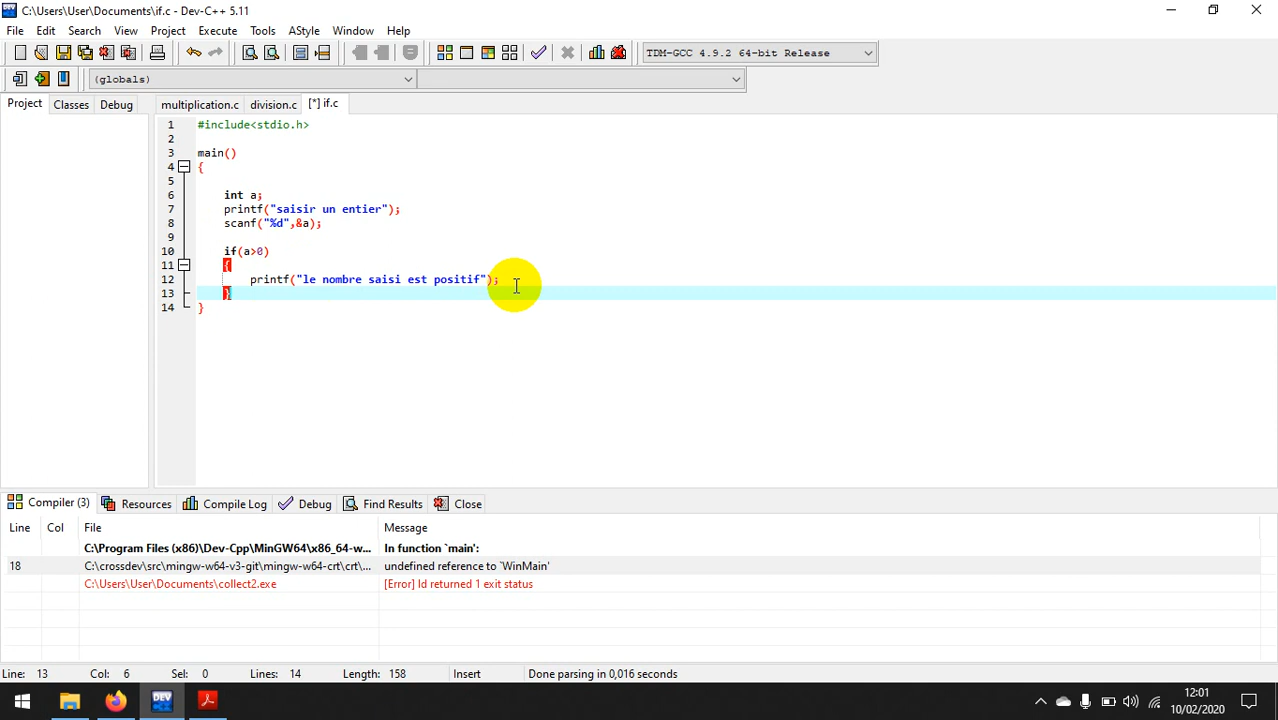 C:\Users\User\Documents\if.c - Dev-C++ 5.11
File Edit Search View Project Execute Tools AStyle Window Help
TDM-GCC 4.9.2 64-bit Release
(globals)
Project Classes Debug multiplication.c division.c [*] if.c
1 #include<stdio.h>
2
3 main()
4 {
5
6 int a;
7 printf("saisir un entier");
8 scanf("%d",&a);
9
10 if(a>0)
11 {
12 printf("le nombre saisi est positif");
13 }
14 }
Compiler (3) Resources Compile Log Debug Find Results Close
Line Col File Message
C:\Program Files (x86)\Dev-Cpp\MinGW64\x86_64-w... In function `main':
18 C:\crossdev\src\mingw-w64-v3-git\mingw-w64-crt\crt\... undefined reference to `WinMain'
C:\Users\User\Documents\collect2.exe [Error] ld returned 1 exit status
Line: 13 Col: 6 Sel: 0 Lines: 14 Length: 158 Insert Done parsing in 0,016 seconds
DEV
12:01
10/02/2020